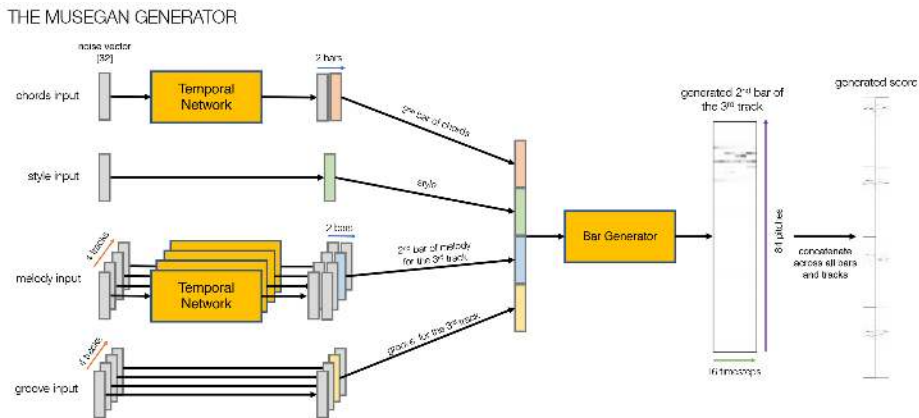 THE MUSEGAN GENERATOR
noise vector
[32]
2 bars
chords input
Temporal
Network
2nd bar of chords
style input
style
4 tracks
2 bars
melody input
Temporal
Network
2nd bar of melody
for the 3rd track
4 tracks
groove input
groove for the 3rd track
Bar Generator
generated 2nd bar of
the 3rd track
84 pitches
16 timesteps
concatenate
across all bars
and tracks
generated score